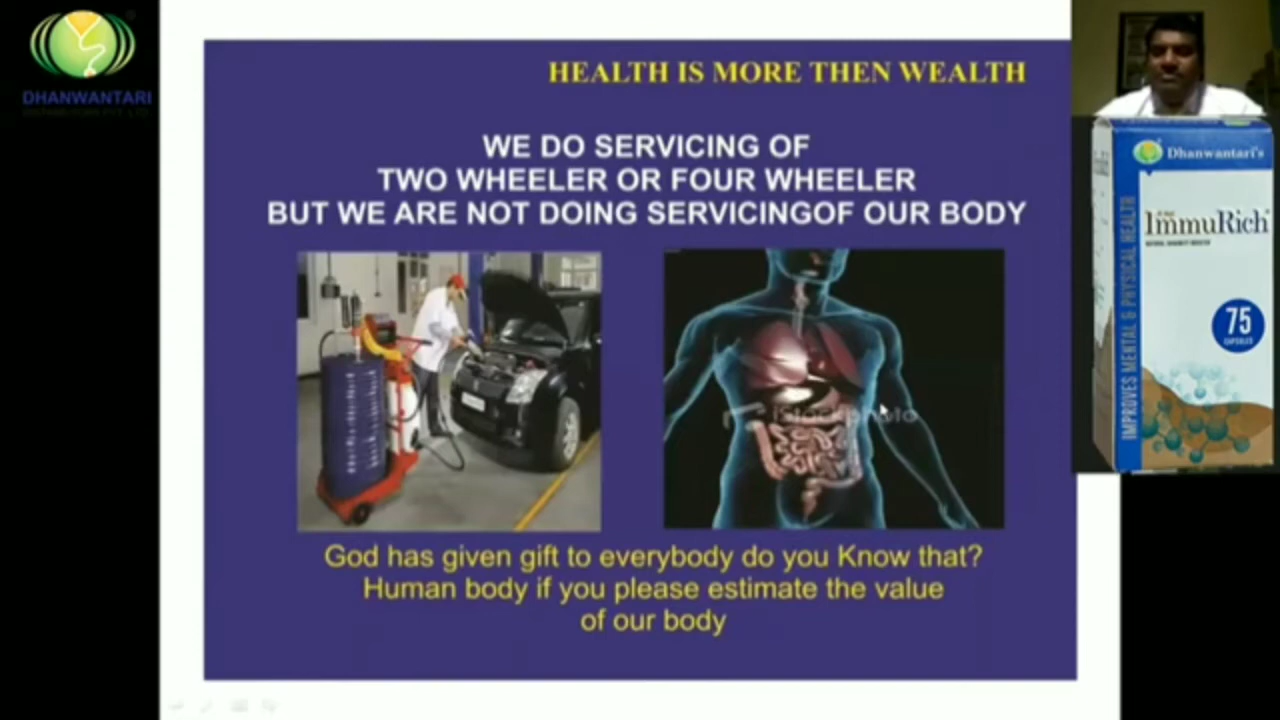 DHANWANTARI
HEALTH IS MORE THEN WEALTH
WE DO SERVICING OF
TWO WHEELER OR FOUR WHEELER
BUT WE ARE NOT DOING SERVICINGOF OUR BODY
istockphoto
God has given gift to everybody do you Know that?
Human body if you please estimate the value
of our body
Dhanwantari's
ImmuRich
75
CAPSULES
IMPROVES MENTAL & PHYSICAL HEALTH